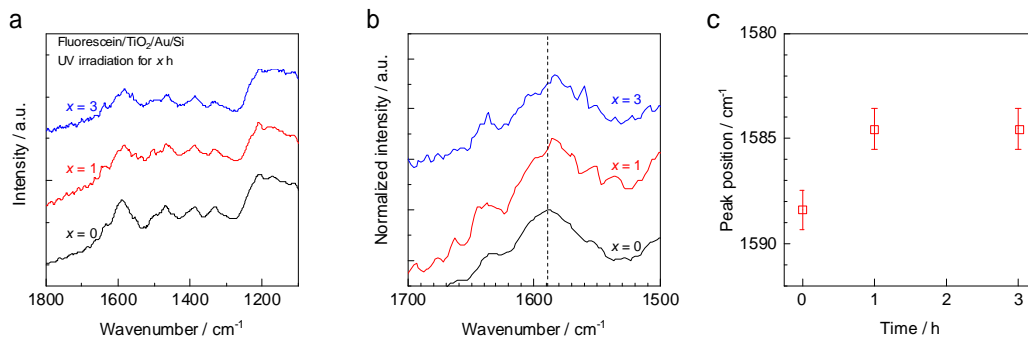 a
Fluorescein/TiO₂/Au/Si
UV irradiation for x h
x = 3
x = 1
x = 0
Intensity / a.u.
1800 1600 1400 1200
Wavenumber / cm⁻¹
b
x = 3
x = 1
x = 0
Normalized intensity / a.u.
1700 1600 1500
Wavenumber / cm⁻¹
c
1580
1585
1590
Peak position / cm⁻¹
0 1 3
Time / h